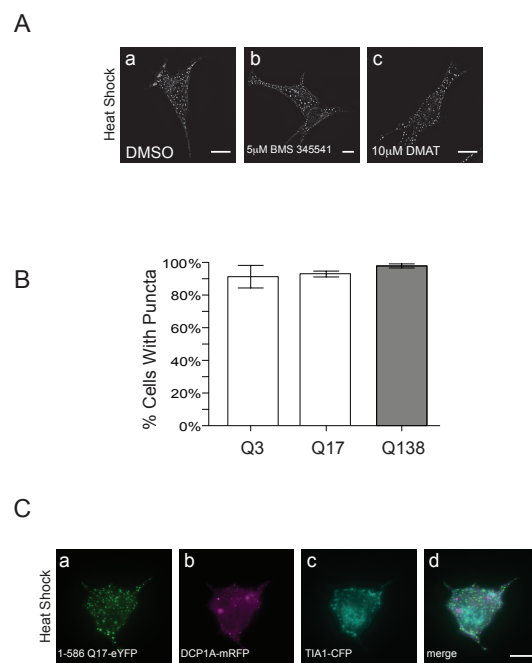 A
Heat Shock
a
b
c
DMSO
5µM BMS 345541
10µM DMAT
B
% Cells With Puncta
100%
80%
60%
40%
20%
0%
Q3
Q17
Q138
C
Heat Shock
a
b
c
d
1-586 Q17-eYFP
DCP1A-mRFP
TIA1-CFP
merge